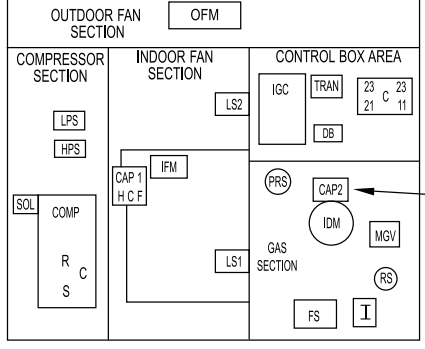 OUTDOOR FAN
SECTION
OFM
COMPRESSOR
SECTION
LPS
HPS
SOL
COMP
R
C
S
INDOOR FAN
SECTION
LS2
IFM
CAP 1
H C F
LS1
CONTROL BOX AREA
IGC
TRAN
23 C 23
21 11
DB
PRS
CAP2
IDM
MGV
GAS
SECTION
RS
FS
I